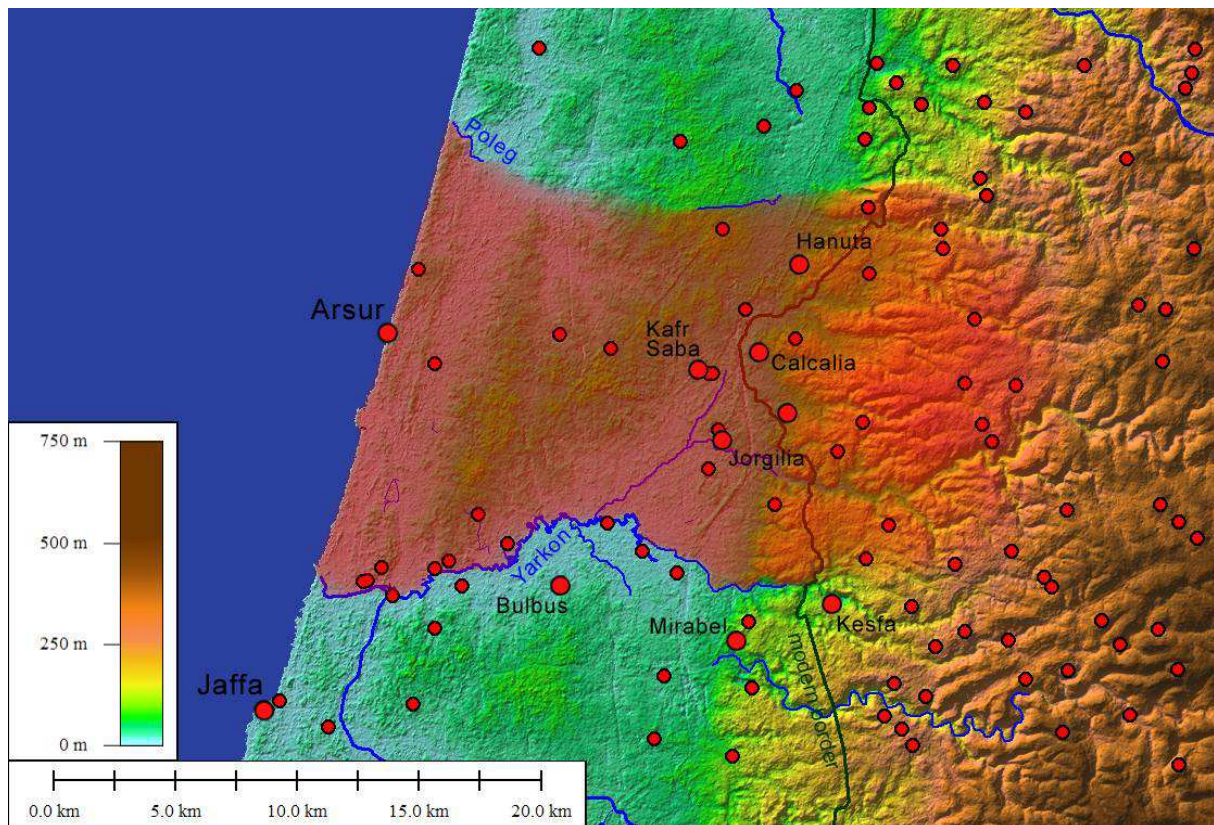 Poleg
Hanuta
Arsur
Kafr
Saba
Calcalia
Jorgilia
750 m
500 m
250 m
0 m
Yarkon
Bulbus
Mirabel
Kesfa
modern border
Jaffa
0.0 km
5.0 km
10.0 km
15.0 km
20.0 km